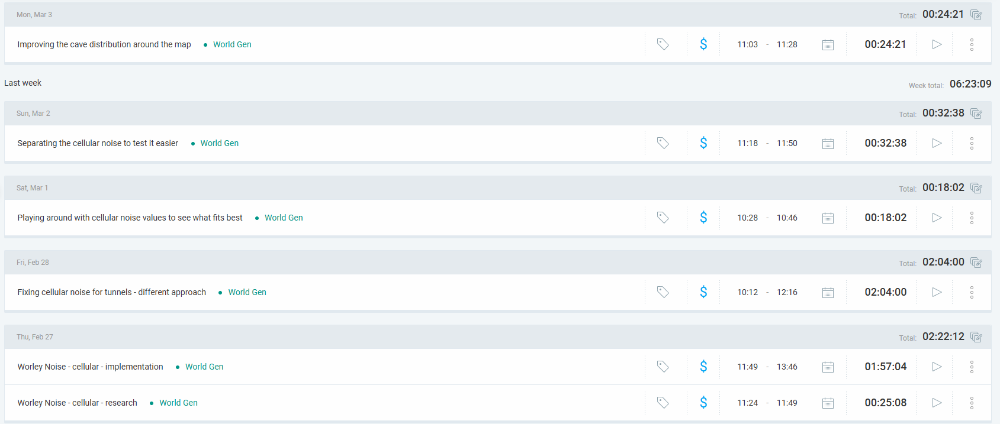 Mon, Mar 3 Total: 00:24:21
Improving the cave distribution around the map • World Gen $ 11:03 - 11:28 00:24:21
Last week Week total: 06:23:09
Sun, Mar 2 Total: 00:32:38
Separating the cellular noise to test it easier • World Gen $ 11:18 - 11:50 00:32:38
Sat, Mar 1 Total: 00:18:02
Playing around with cellular noise values to see what fits best • World Gen $ 10:28 - 10:46 00:18:02
Fri, Feb 28 Total: 02:04:00
Fixing cellular noise for tunnels - different approach • World Gen $ 10:12 - 12:16 02:04:00
Thu, Feb 27 Total: 02:22:12
Worley Noise - cellular - implementation • World Gen $ 11:49 - 13:46 01:57:04
Worley Noise - cellular - research • World Gen $ 11:24 - 11:49 00:25:08